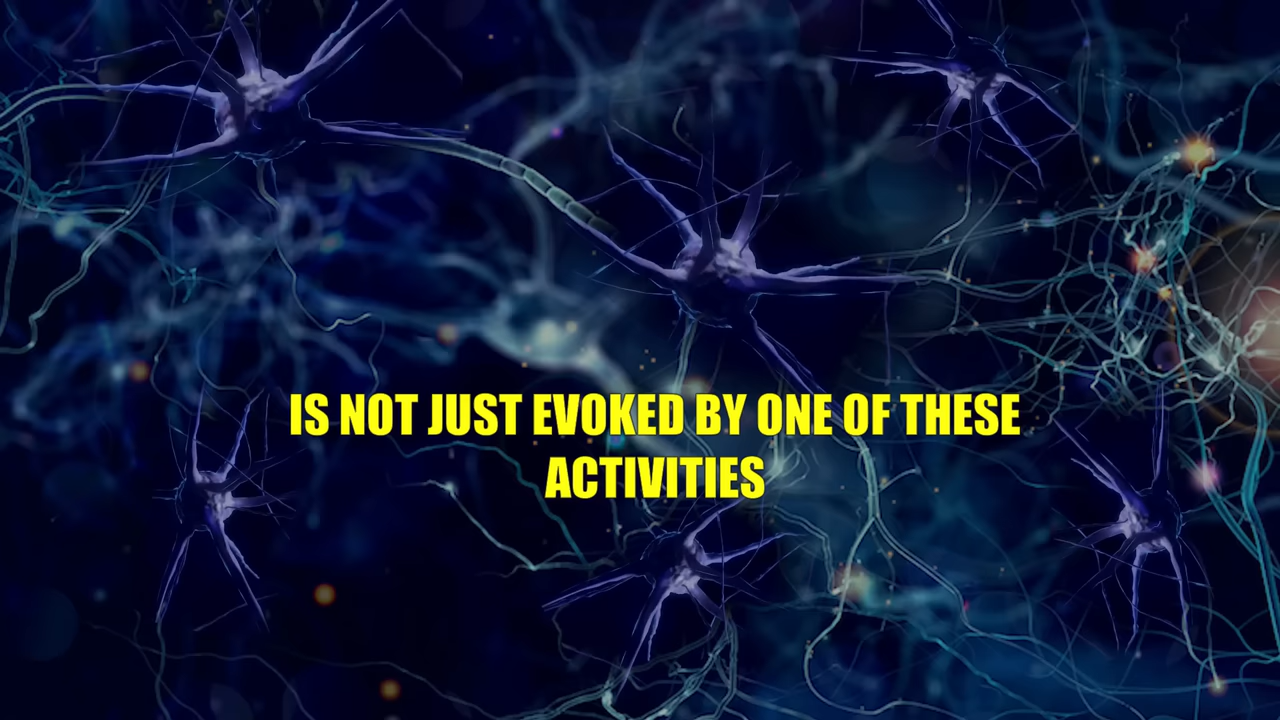 IS NOT JUST EVOKED BY ONE OF THESE
ACTIVITIES